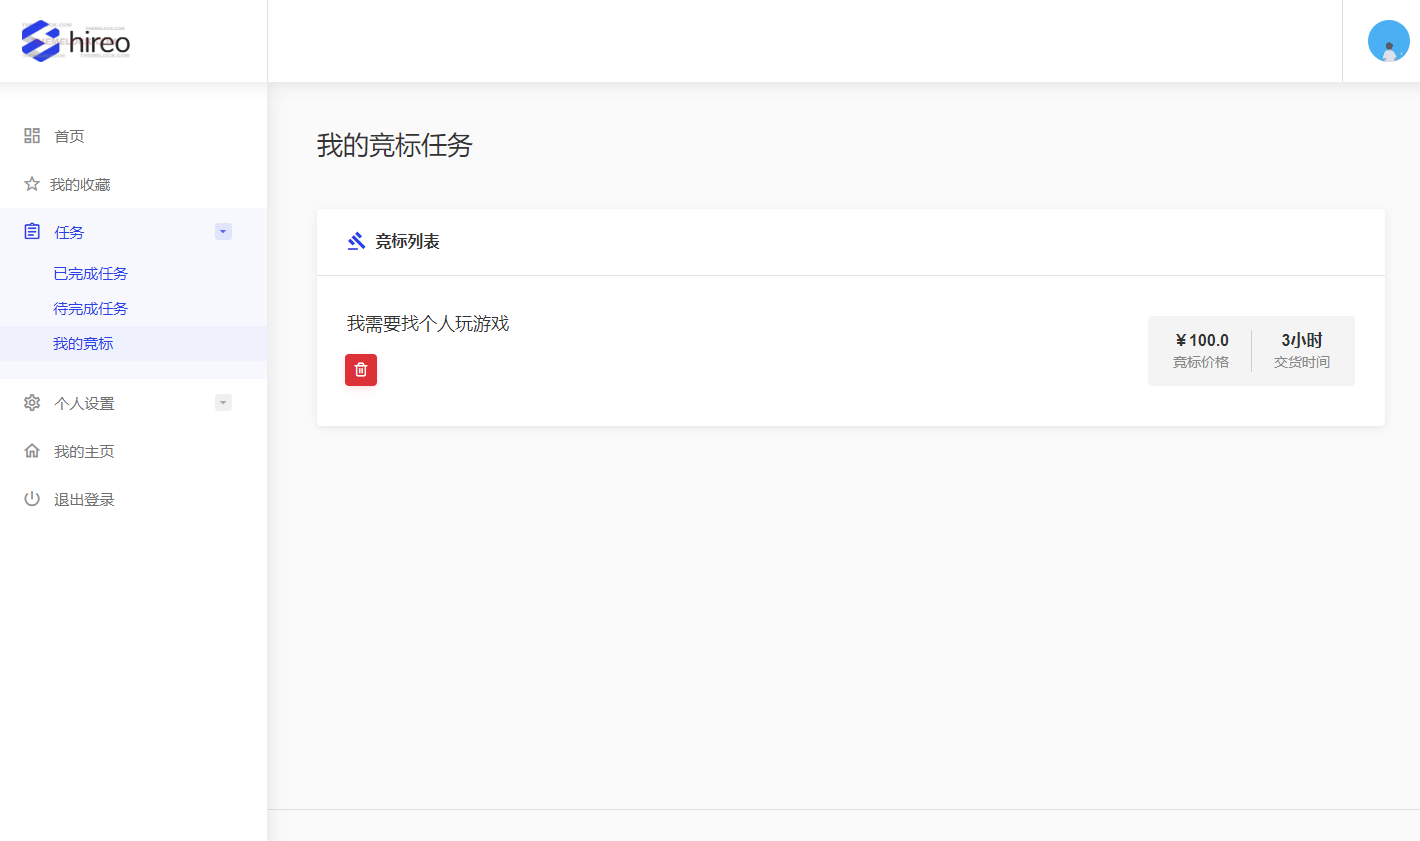 hireo
首页
我的收藏
任务
已完成任务
待完成任务
我的竞标
个人设置
我的主页
退出登录
我的竞标任务
竞标列表
我需要找个人玩游戏
￥100.0
竞标价格
3小时
交货时间